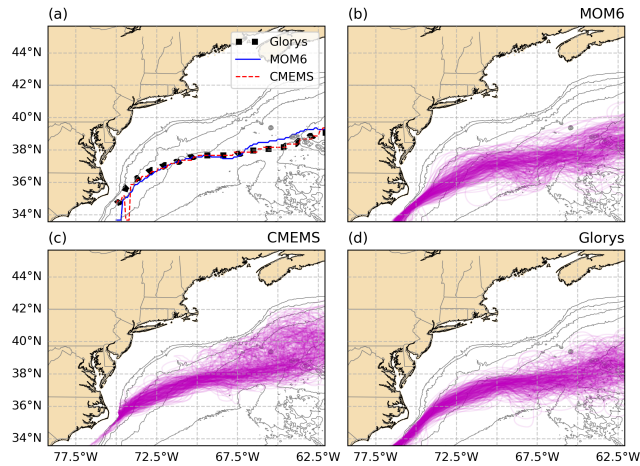 (a)
(b) MOM6
Glorys
MOM6
CMEMS
44°N
42°N
40°N
38°N
36°N
34°N
(c) CMEMS
(d) Glorys
44°N
42°N
40°N
38°N
36°N
34°N
77.5°W 72.5°W 67.5°W 62.5°W 77.5°W 72.5°W 67.5°W 62.5°W